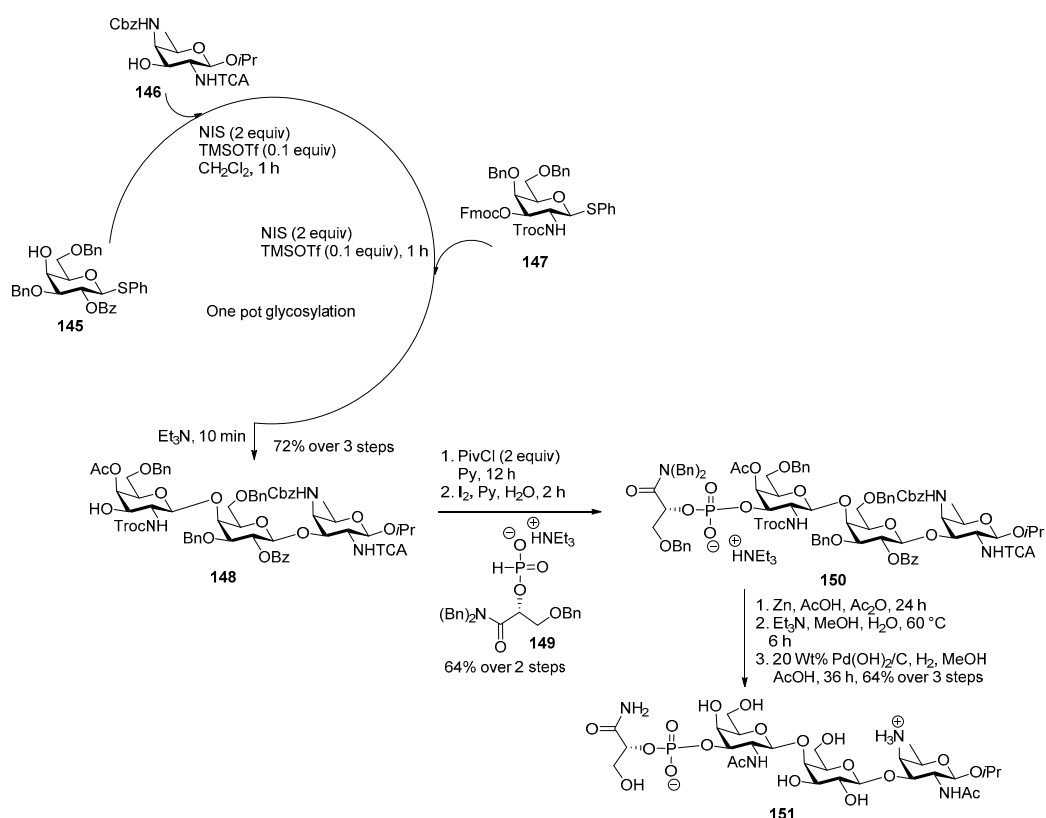 CbzHN
O
HO
OiPr
NHTCA
146
NIS (2 equiv)
TMSOTf (0.1 equiv)
CH2Cl2, 1 h
BnO
OBn
O
FmocO
SPh
TrocNH
147
NIS (2 equiv)
TMSOTf (0.1 equiv), 1 h
HO
OBn
O
BnO
SPh
OBz
145
One pot glycosylation
Et3N, 10 min
72% over 3 steps
AcO
OBn
O
HO
TrocNH
O
OBn
O
BnO
OBz
O
CbzHN
O
OiPr
NHTCA
148
1. PivCl (2 equiv)
Py, 12 h
2. I2, Py, H2O, 2 h
⊖
O
⊕
HNEt3
H
P
O
O
(Bn)2N
OBn
O
149
64% over 2 steps
N(Bn)2
O
O
O
P
O
O
⊖
OBn
⊕
HNEt3
AcO
OBn
O
TrocNH
O
OBn
O
BnO
OBz
O
CbzHN
O
OiPr
NHTCA
150
1. Zn, AcOH, Ac2O, 24 h
2. Et3N, MeOH, H2O, 60 °C
6 h
3. 20 Wt% Pd(OH)2/C, H2, MeOH
AcOH, 36 h, 64% over 3 steps
NH2
O
O
O
P
O
O
⊖
HO
HO
OH
O
AcNH
O
OH
O
HO
OH
O
⊕
H3N
O
OiPr
NHAc
151